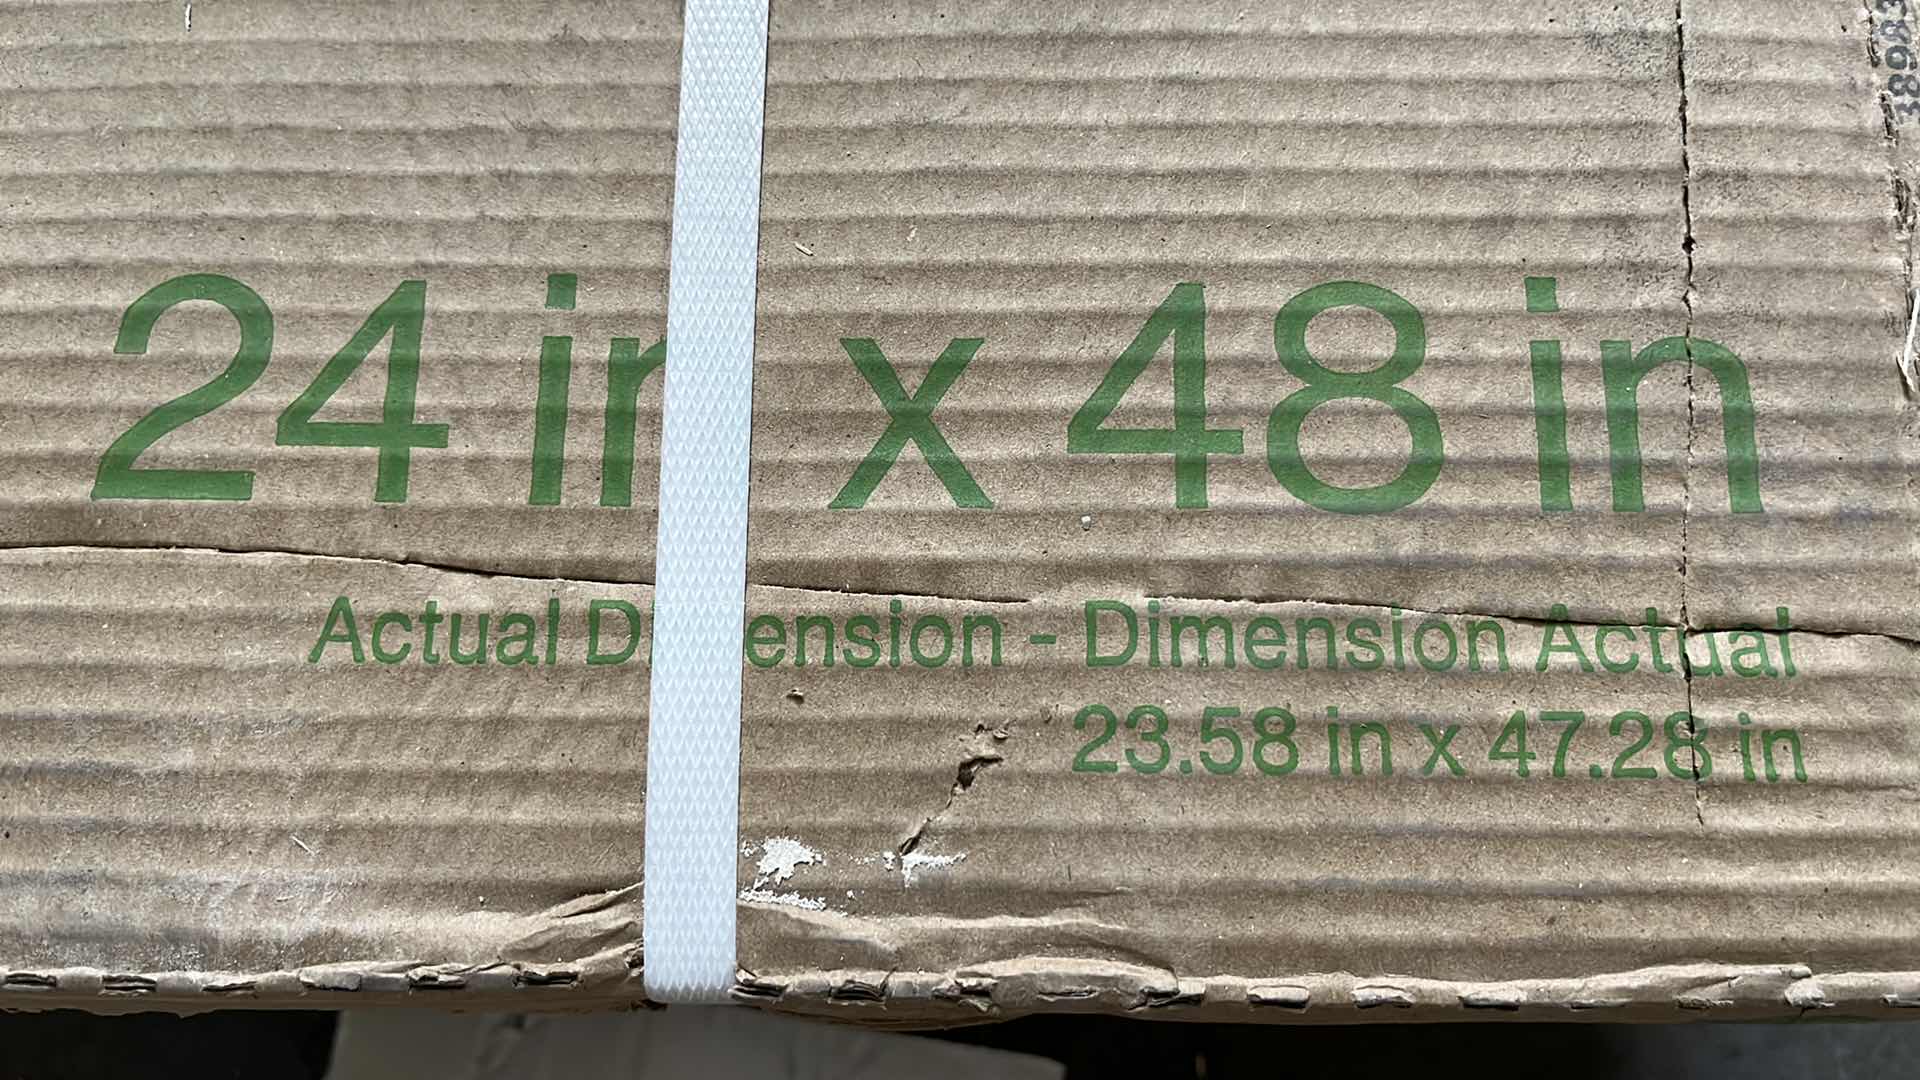 24 in x 48 in
Actual Dimension - Dimension Actual
23.58 in x 47.28 in